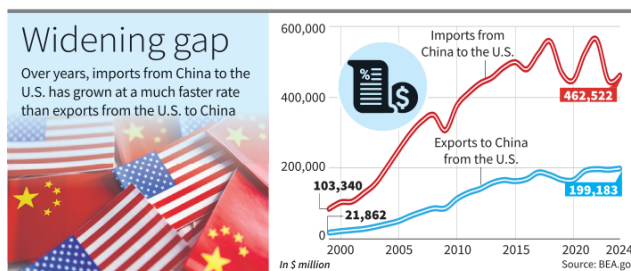 Widening gap
Over years, imports from China to the
U.S. has grown at a much faster rate
than exports from the U.S. to China
600,000
400,000
200,000
0
Imports from
China to the U.S.
%
$
462,522
Exports to China
from the U.S.
199,183
103,340
21,862
2000
2005
2010
2015
2020
2024
In $ million
Source: BEA.go